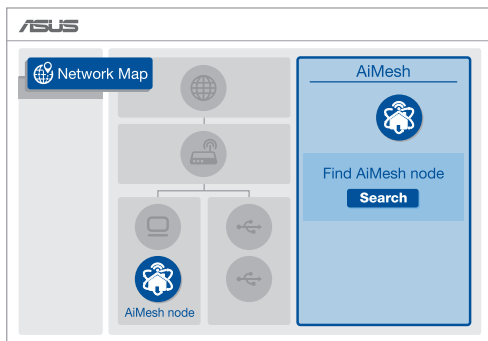 ASUS
Network Map
AiMesh
Find AiMesh node
Search
AiMesh node